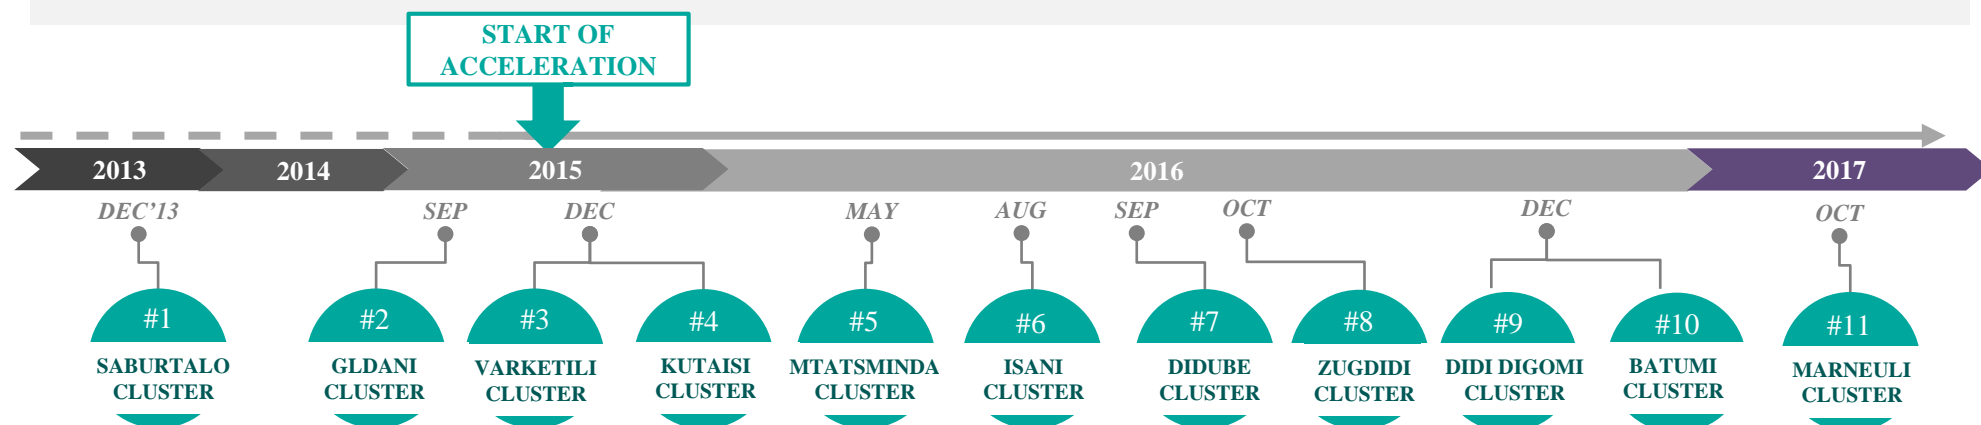 START OF
ACCELERATION
2013 2014 2015 2016 2017
DEC'13 SEP DEC MAY AUG SEP OCT DEC OCT
#1 #2 #3 #4 #5 #6 #7 #8 #9 #10 #11
SABURTALO GLDANI VARKETILI KUTAISI MTATSMINDA ISANI DIDUBE ZUGDIDI DIDI DIGOMI BATUMI MARNEULI
CLUSTER CLUSTER CLUSTER CLUSTER CLUSTER CLUSTER CLUSTER CLUSTER CLUSTER CLUSTER CLUSTER